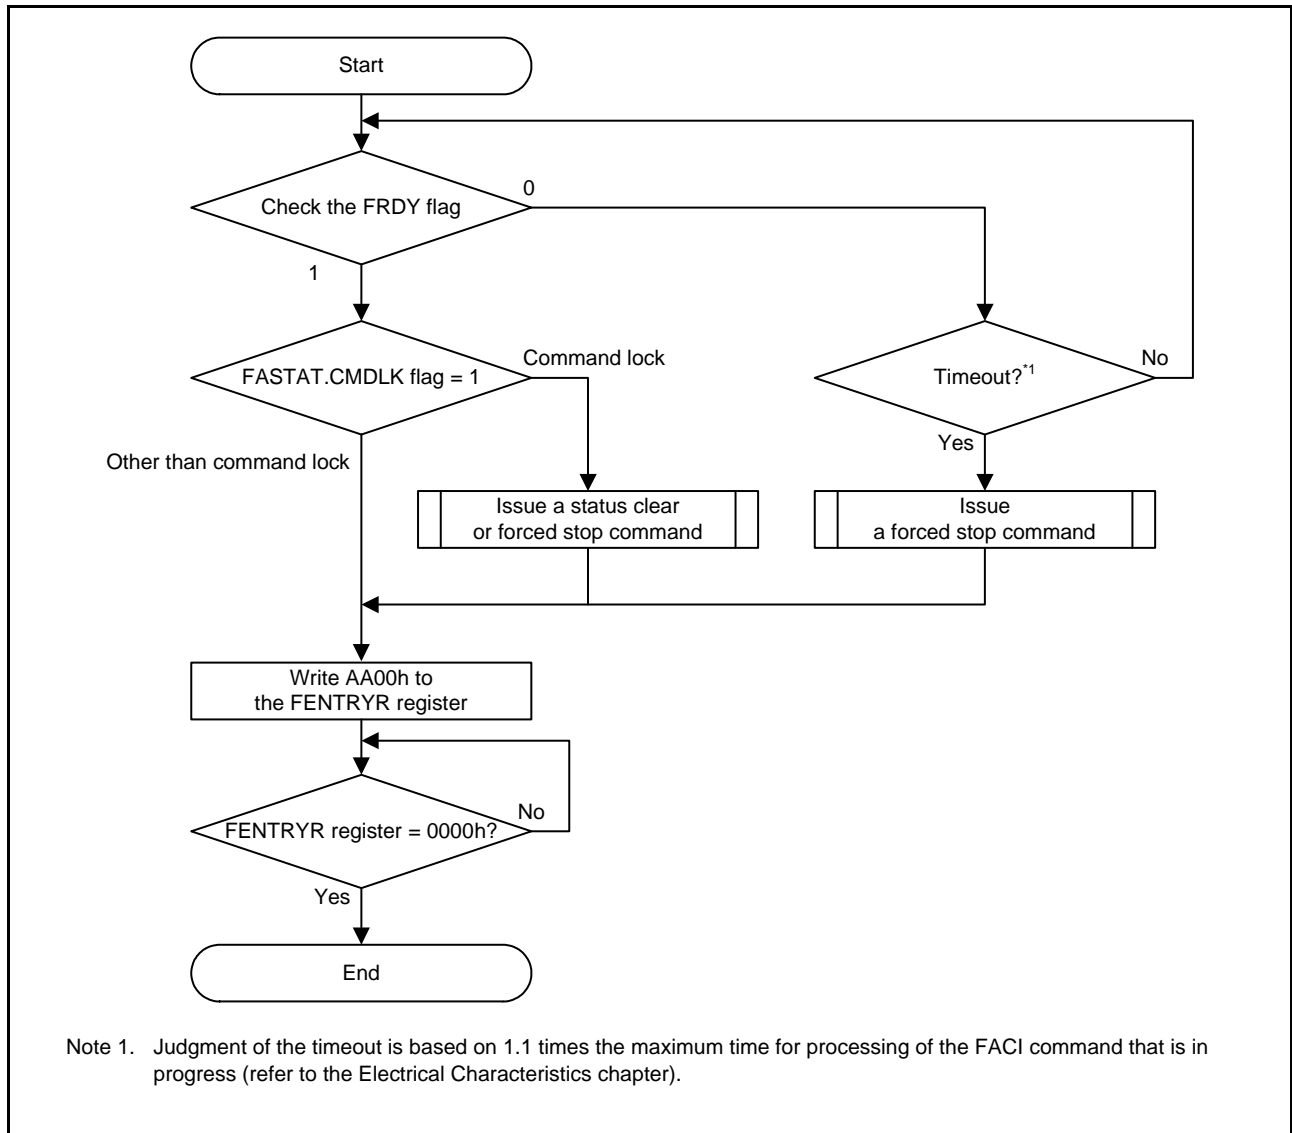 Start
0
Check the FRDY flag
1
Command lock
FASTAT.CMDLK flag = 1
No
Timeout?*1
Yes
Other than command lock
Issue a status clear
or forced stop command
Issue
a forced stop command
Write AA00h to
the FENTRYR register
No
FENTRYR register = 0000h?
Yes
End
Note 1. Judgment of the timeout is based on 1.1 times the maximum time for processing of the FACI command that is in
progress (refer to the Electrical Characteristics chapter).